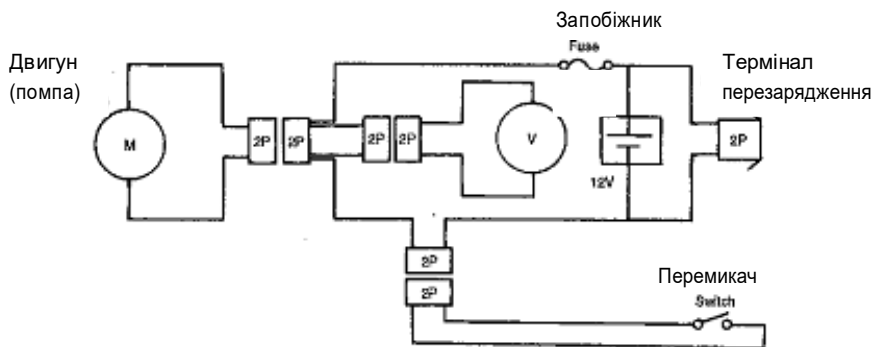 Запобіжник
Fuse
Двигун
(помпа)
Термінал
перезарядження
M
2P
2P
2P
2P
V
12V
2P
2P
2P
Перемикач
Switch